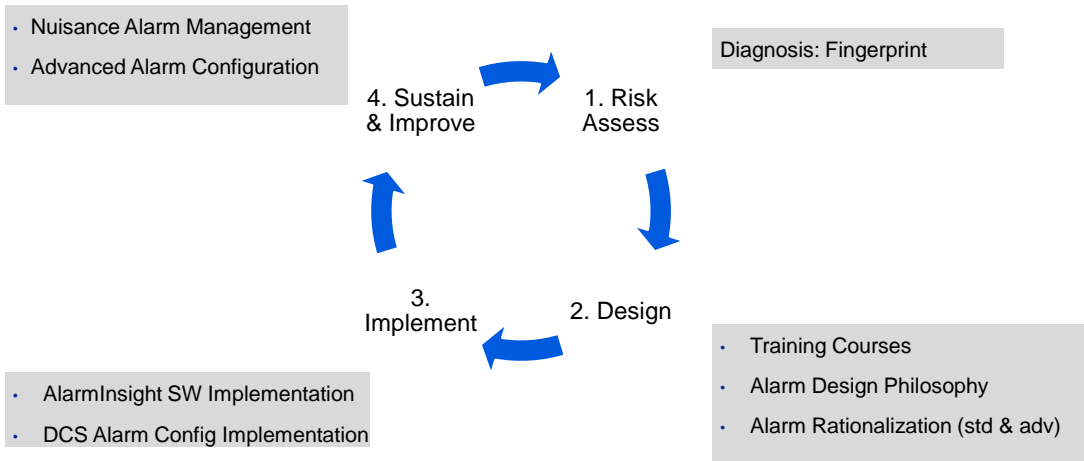 • Nuisance Alarm Management
• Advanced Alarm Configuration
Diagnosis: Fingerprint
4. Sustain
& Improve
1. Risk
Assess
3.
Implement
2. Design
• Training Courses
• Alarm Design Philosophy
• Alarm Rationalization (std & adv)
• AlarmInsight SW Implementation
• DCS Alarm Config Implementation